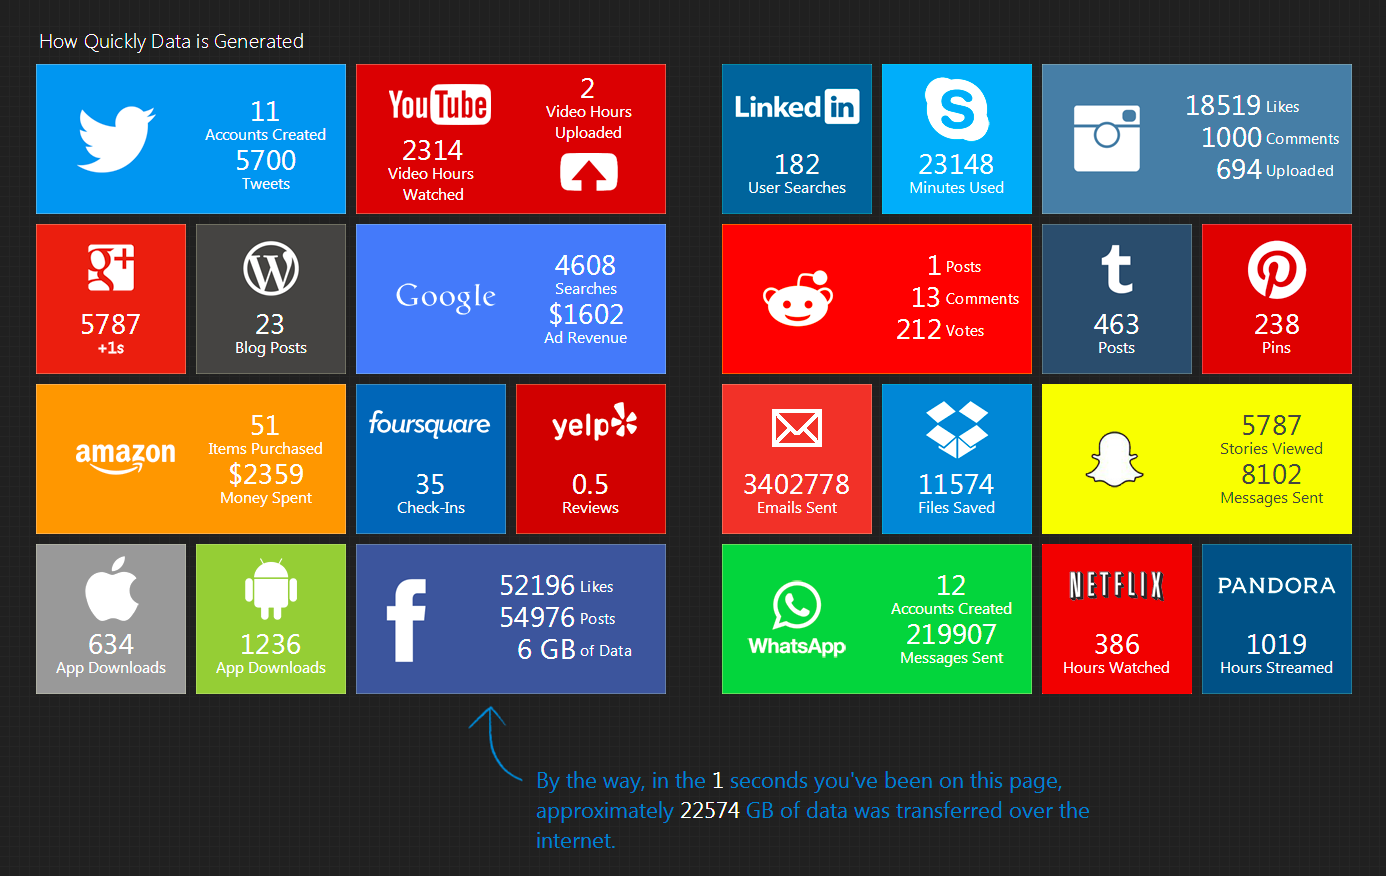 How Quickly Data is Generated
11
Accounts Created
5700
Tweets
YouTube
2314
Video Hours
Watched
2
Video Hours
Uploaded
Linked in
182
User Searches
S
23148
Minutes Used
18519 Likes
1000 Comments
694 Uploaded
g+
5787
+1s
W
23
Blog Posts
Google
4608
Searches
$1602
Ad Revenue
1 Posts
13 Comments
212 Votes
t
463
Posts
P
238
Pins
amazon
51
Items Purchased
$2359
Money Spent
foursquare
35
Check-Ins
yelp
0.5
Reviews
3402778
Emails Sent
11574
Files Saved
5787
Stories Viewed
8102
Messages Sent
634
App Downloads
1236
App Downloads
f
52196 Likes
54976 Posts
6 GB of Data
WhatsApp
12
Accounts Created
219907
Messages Sent
NETFLIX
386
Hours Watched
PANDORA
1019
Hours Streamed
By the way, in the 1 seconds you've been on this page,
approximately 22574 GB of data was transferred over the
internet.